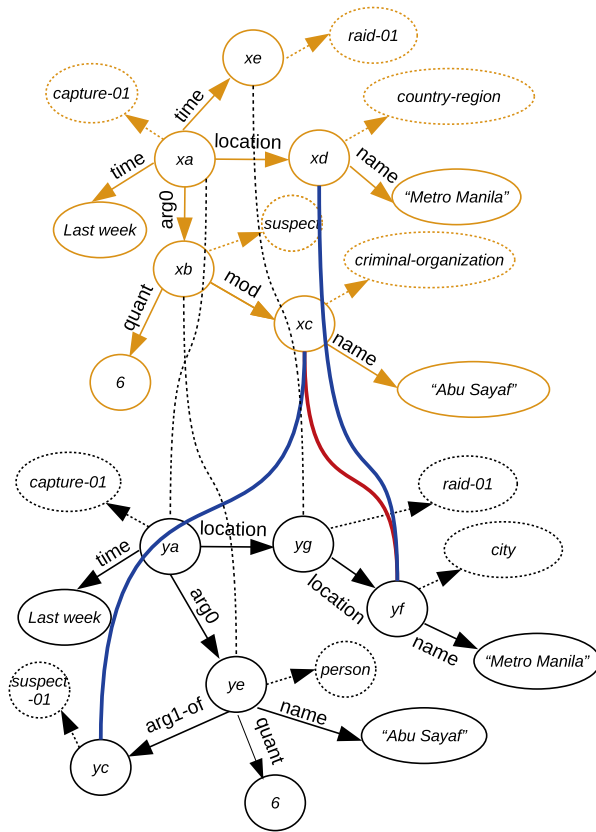 raid-01
xe
capture-01
country-region
time
location
xa
xd
time
name
“Metro Manila”
Last week
arg0
suspect
criminal-organization
xb
mod
quant
xc
name
6
“Abu Sayaf”
capture-01
raid-01
location
ya
yg
city
time
location
Last week
arg0
yf
name
“Metro Manila”
suspect
-01
ye
person
arg1-of
name
quant
“Abu Sayaf”
yc
6